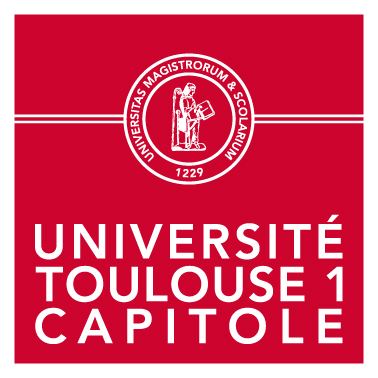 UNIVERSITAS MAGISTRORUM & SCOLARIUM
1229
UNIVERSITÉ
TOULOUSE 1
CAPITOLE